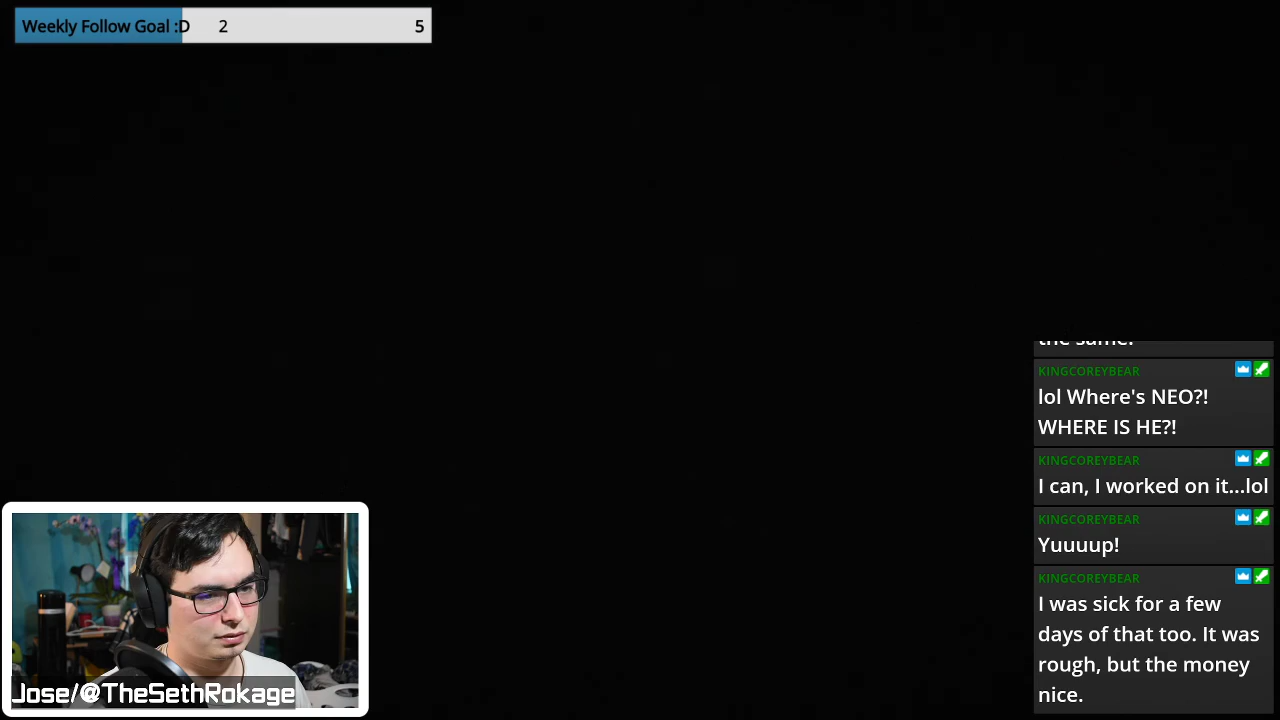 Weekly Follow Goal :D 2 5
the same.
KINGCOREYBEAR
lol Where's NEO?!
WHERE IS HE?!
KINGCOREYBEAR
I can, I worked on it...lol
KINGCOREYBEAR
Yuuuup!
KINGCOREYBEAR
I was sick for a few
days of that too. It was
rough, but the money
nice.
Jose/@TheSethRokage